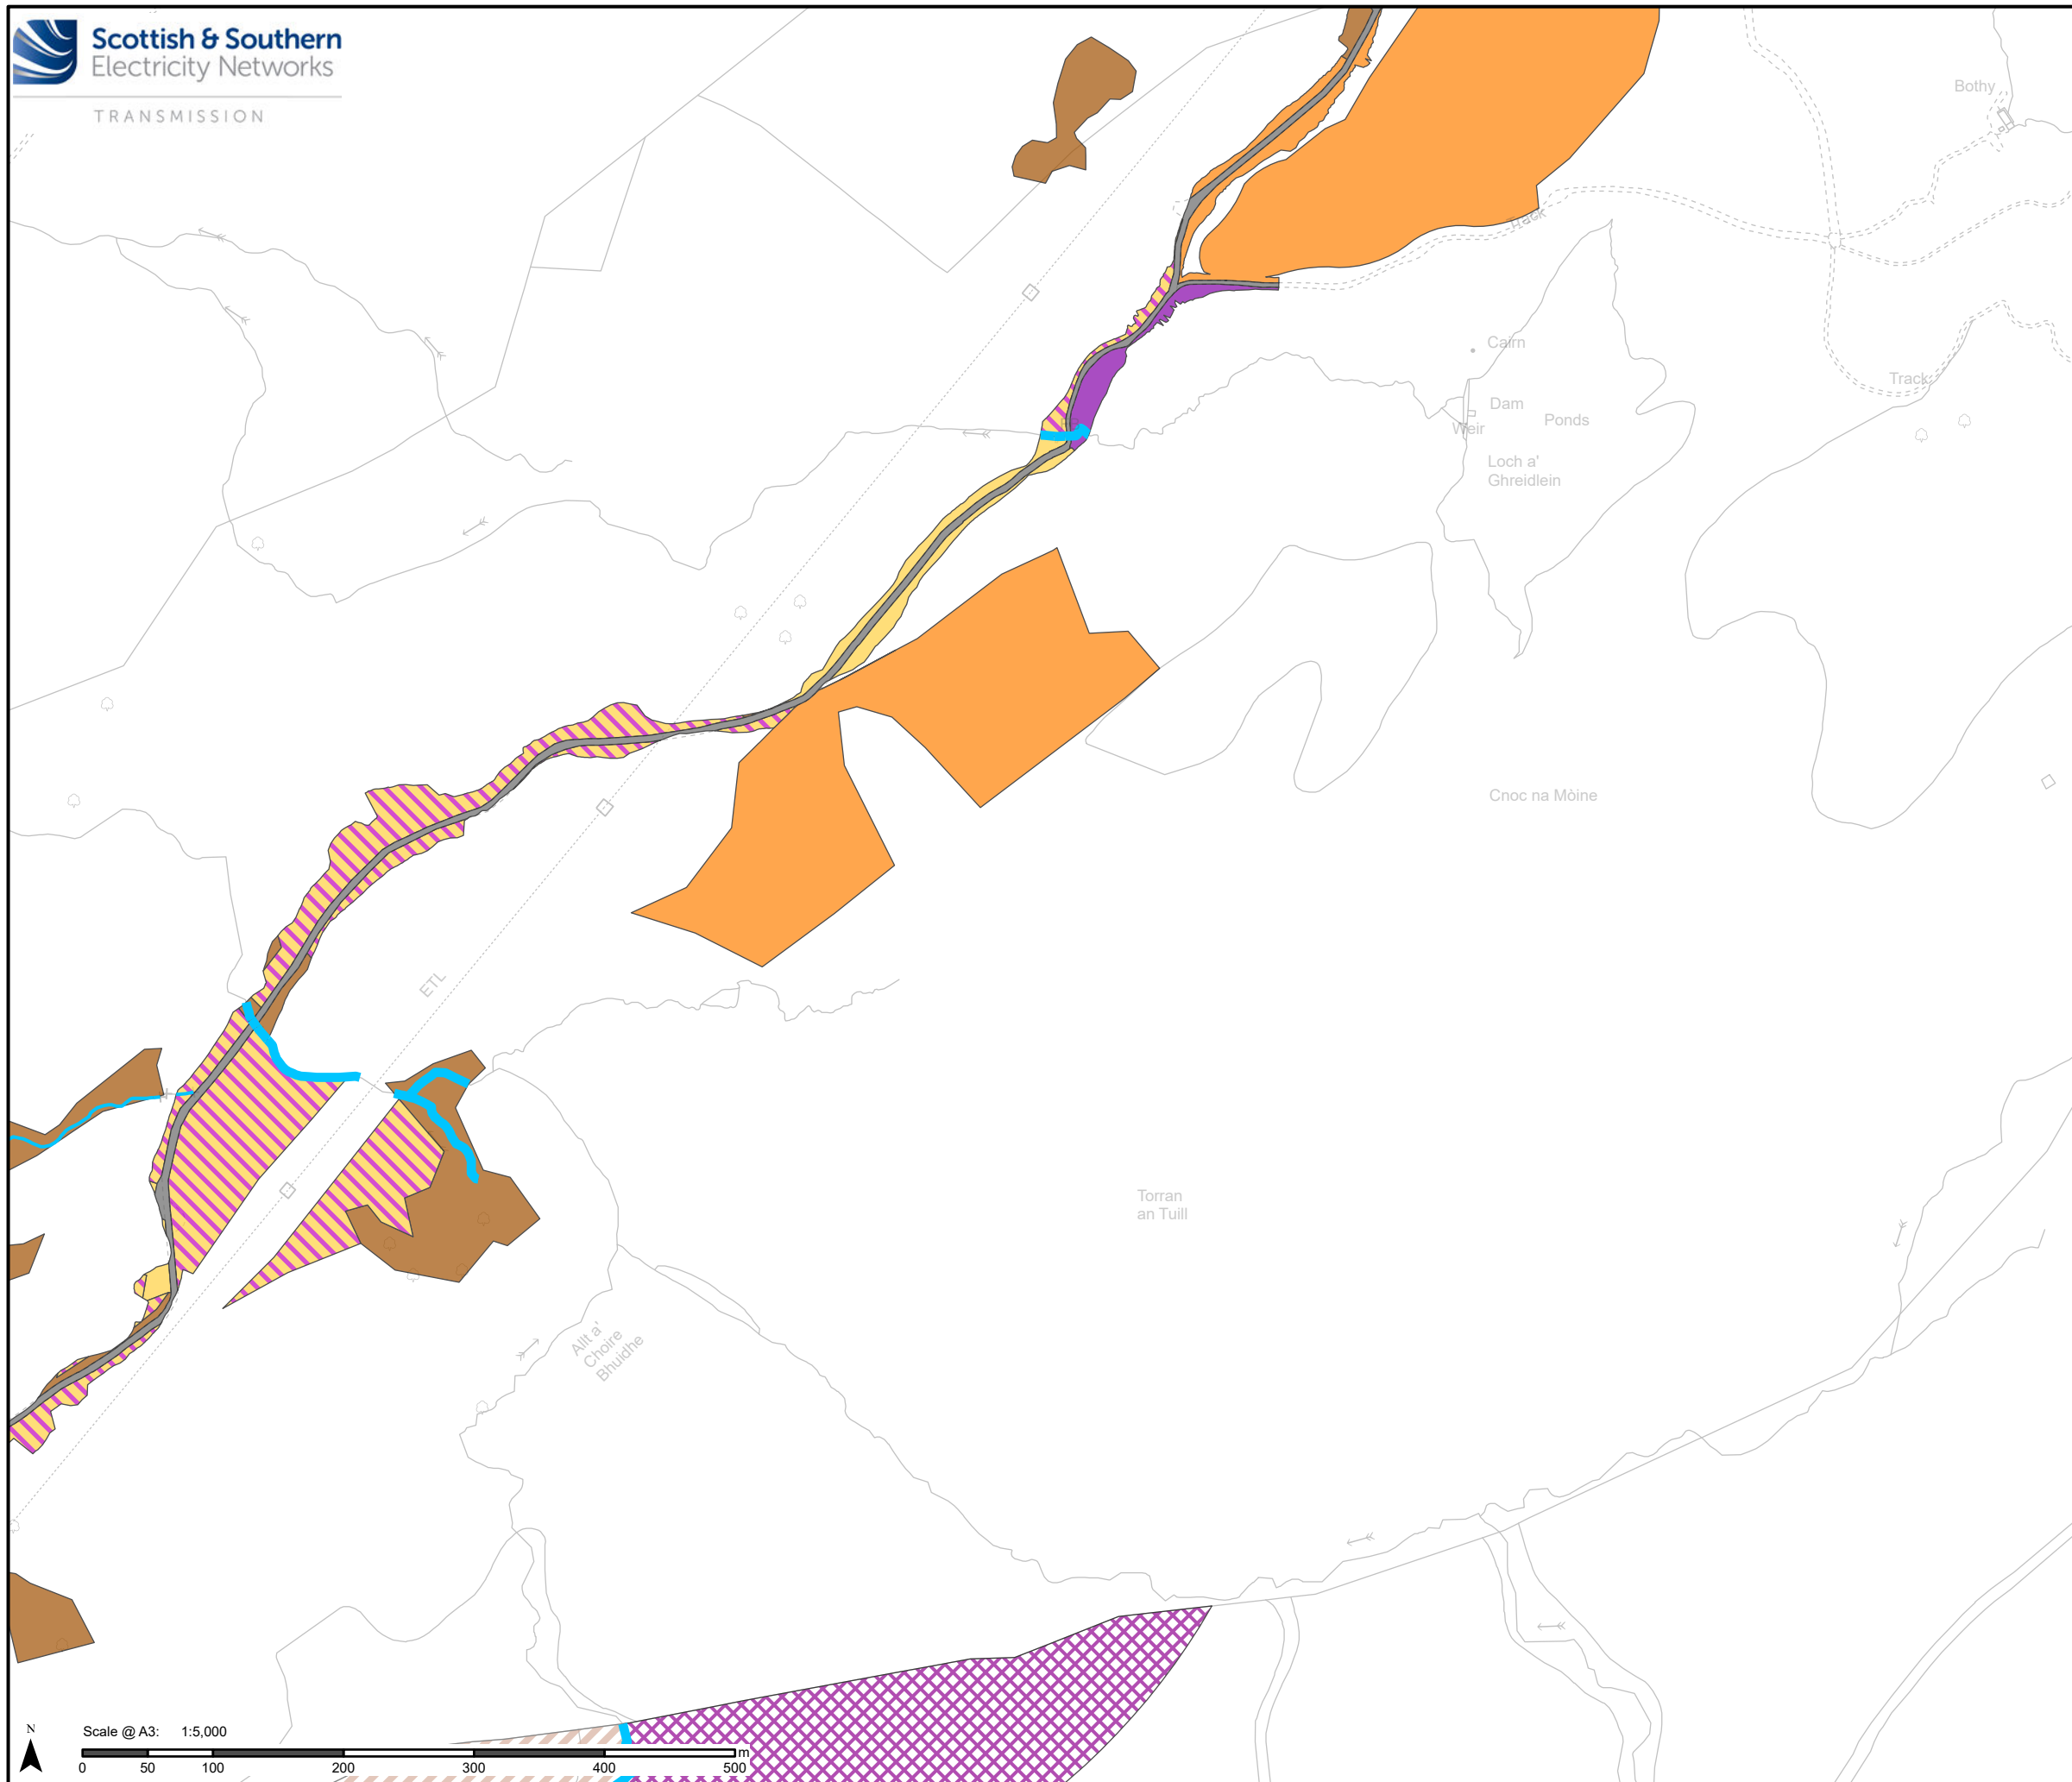 Scottish & Southern
Electricity Networks
TRANSMISSION
Bothy
Track
Cairn
Track
Dam
Ponds
Weir
Loch a'
Ghreidlein
Cnoc na Mòine
ETL
Torran
an Tuill
Allt a'
Choire
Bhuidhe
N
Scale @ A3: 1:5,000
m
0 50 100 200 300 400 500